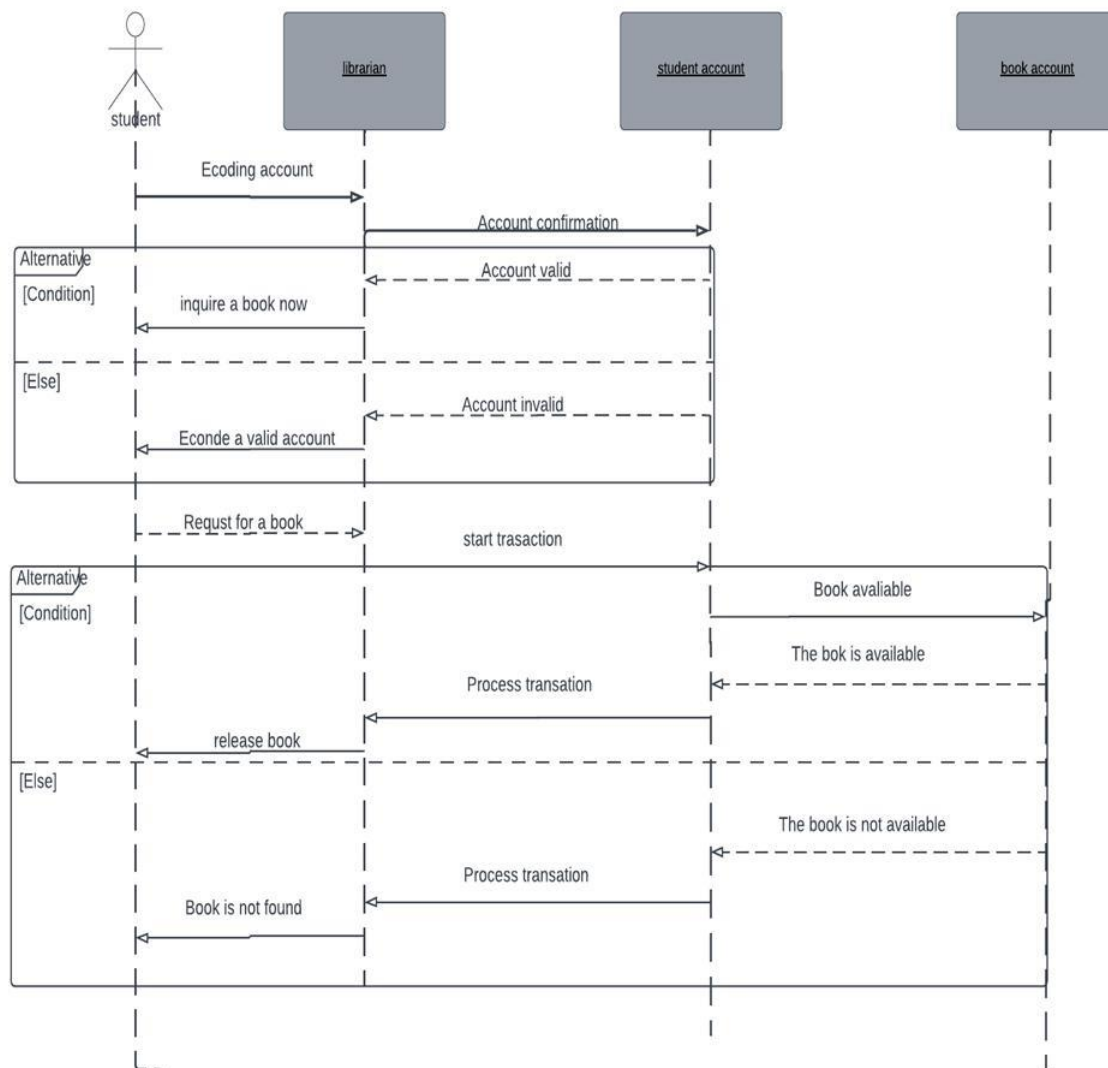 student
librarian
student account
book account
Ecoding account
Account confirmation
Alternative
[Condition]
Account valid
inquire a book now
[Else]
Account invalid
Econde a valid account
Requst for a book
start trasaction
Alternative
[Condition]
Book avaliable
The bok is available
Process transation
release book
[Else]
The book is not available
Process transation
Book is not found